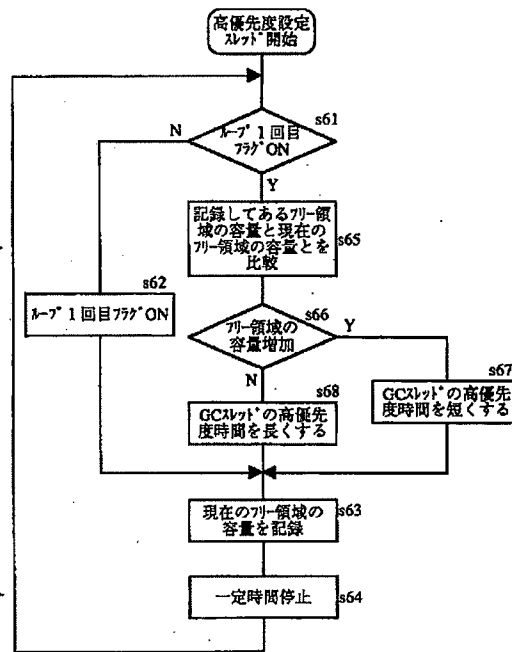 高優先度設定
ｽﾚｯﾄﾞ開始
s61
N
ﾙｰﾌﾟ1回目
ﾌﾗｸﾞON
Y
記録してあるﾌﾘｰ領
域の容量と現在の
ﾌﾘｰ領域の容量とを
比較
s65
s62
ﾙｰﾌﾟ1回目ﾌﾗｸﾞON
s66
ﾌﾘｰ領域の
容量増加
Y
N
s67
GCｽﾚｯﾄﾞの高優先
度時間を短くする
s68
GCｽﾚｯﾄﾞの高優先
度時間を長くする
現在のﾌﾘｰ領域の
容量を記録
s63
一定時間停止
s64